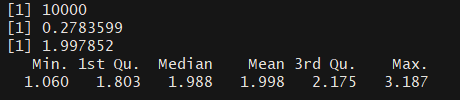 [1] 10000
[1] 0.2783599
[1] 1.997852
Min. 1st Qu. Median Mean 3rd Qu. Max.
1.060 1.803 1.988 1.998 2.175 3.187